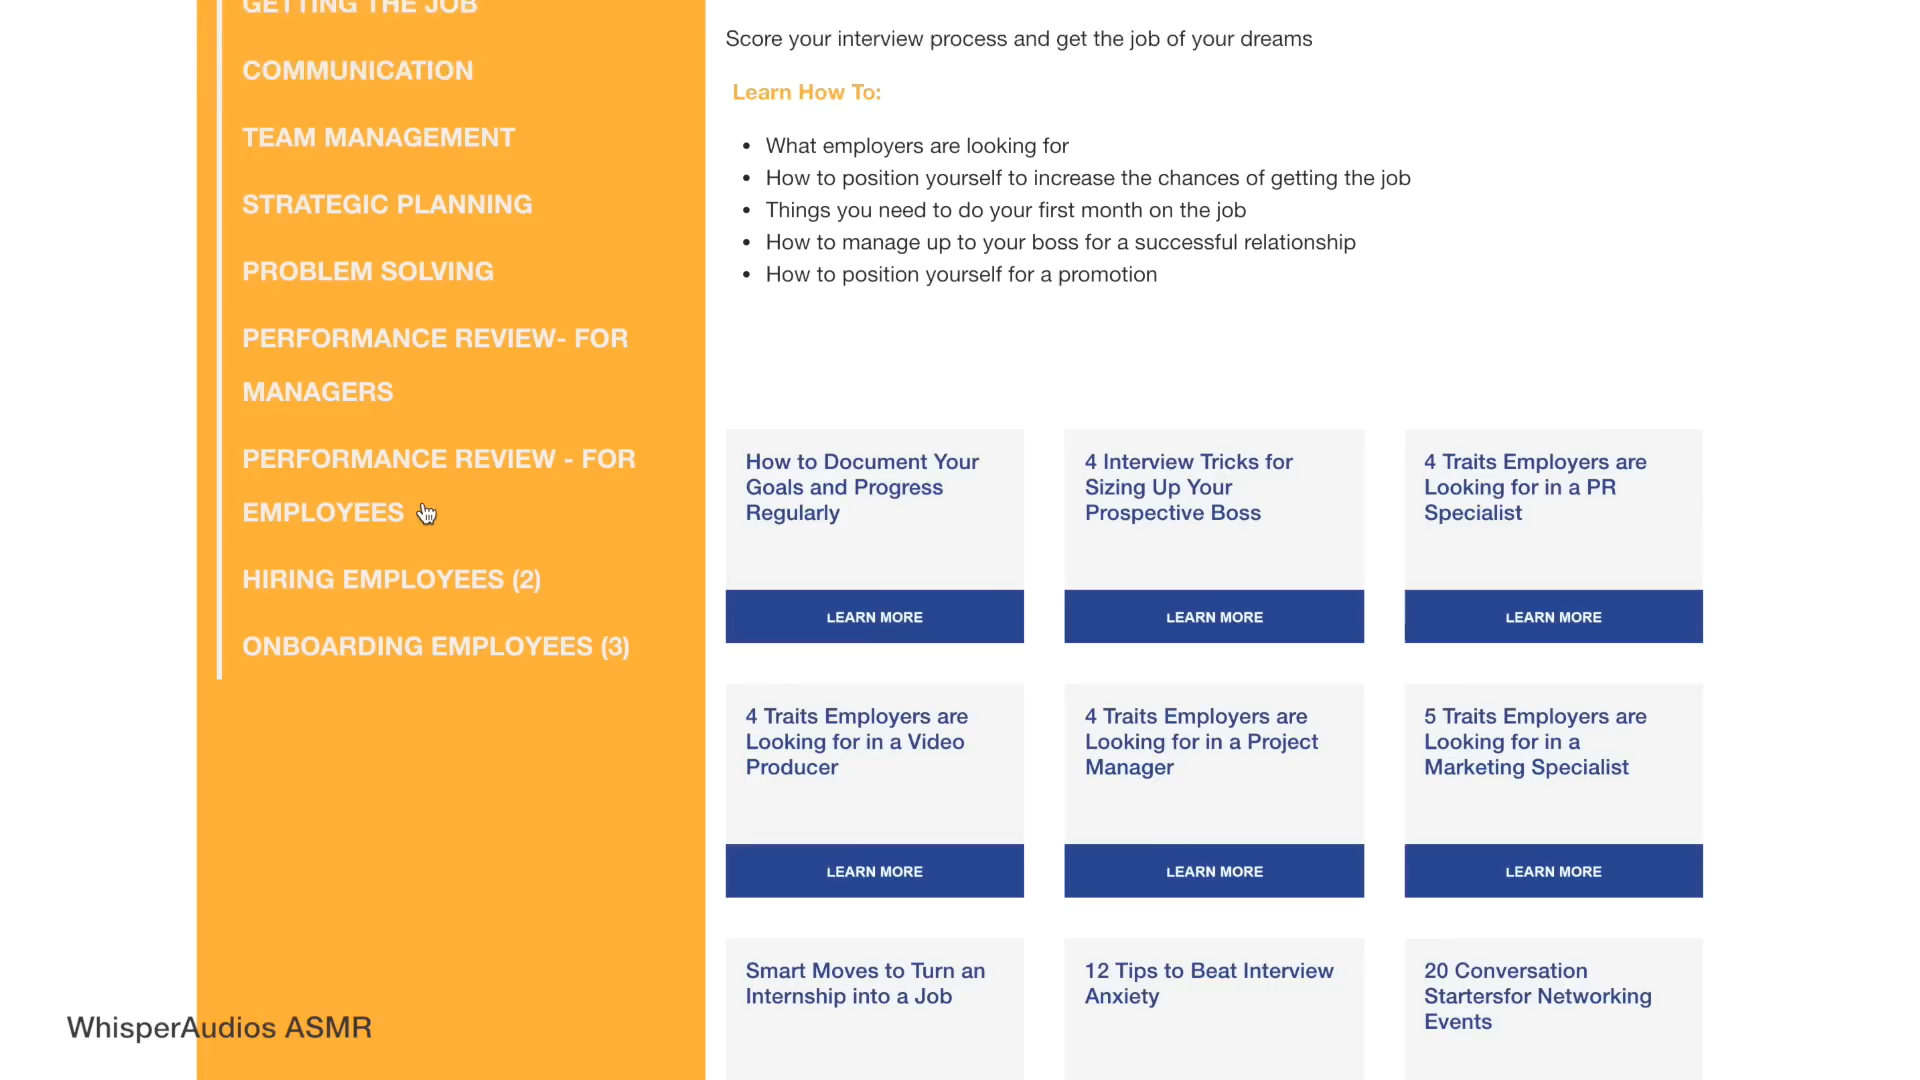 GETTING THE JOB
COMMUNICATION
TEAM MANAGEMENT
STRATEGIC PLANNING
PROBLEM SOLVING
PERFORMANCE REVIEW- FOR
MANAGERS
PERFORMANCE REVIEW - FOR
EMPLOYEES
HIRING EMPLOYEES (2)
ONBOARDING EMPLOYEES (3)
Score your interview process and get the job of your dreams
Learn How To:
• What employers are looking for
• How to position yourself to increase the chances of getting the job
• Things you need to do your first month on the job
• How to manage up to your boss for a successful relationship
• How to position yourself for a promotion
How to Document Your
Goals and Progress
Regularly
LEARN MORE
4 Interview Tricks for
Sizing Up Your
Prospective Boss
LEARN MORE
4 Traits Employers are
Looking for in a PR
Specialist
LEARN MORE
4 Traits Employers are
Looking for in a Video
Producer
LEARN MORE
4 Traits Employers are
Looking for in a Project
Manager
LEARN MORE
5 Traits Employers are
Looking for in a
Marketing Specialist
LEARN MORE
Smart Moves to Turn an
Internship into a Job
12 Tips to Beat Interview
Anxiety
20 Conversation
Startersfor Networking
Events
WhisperAudios ASMR